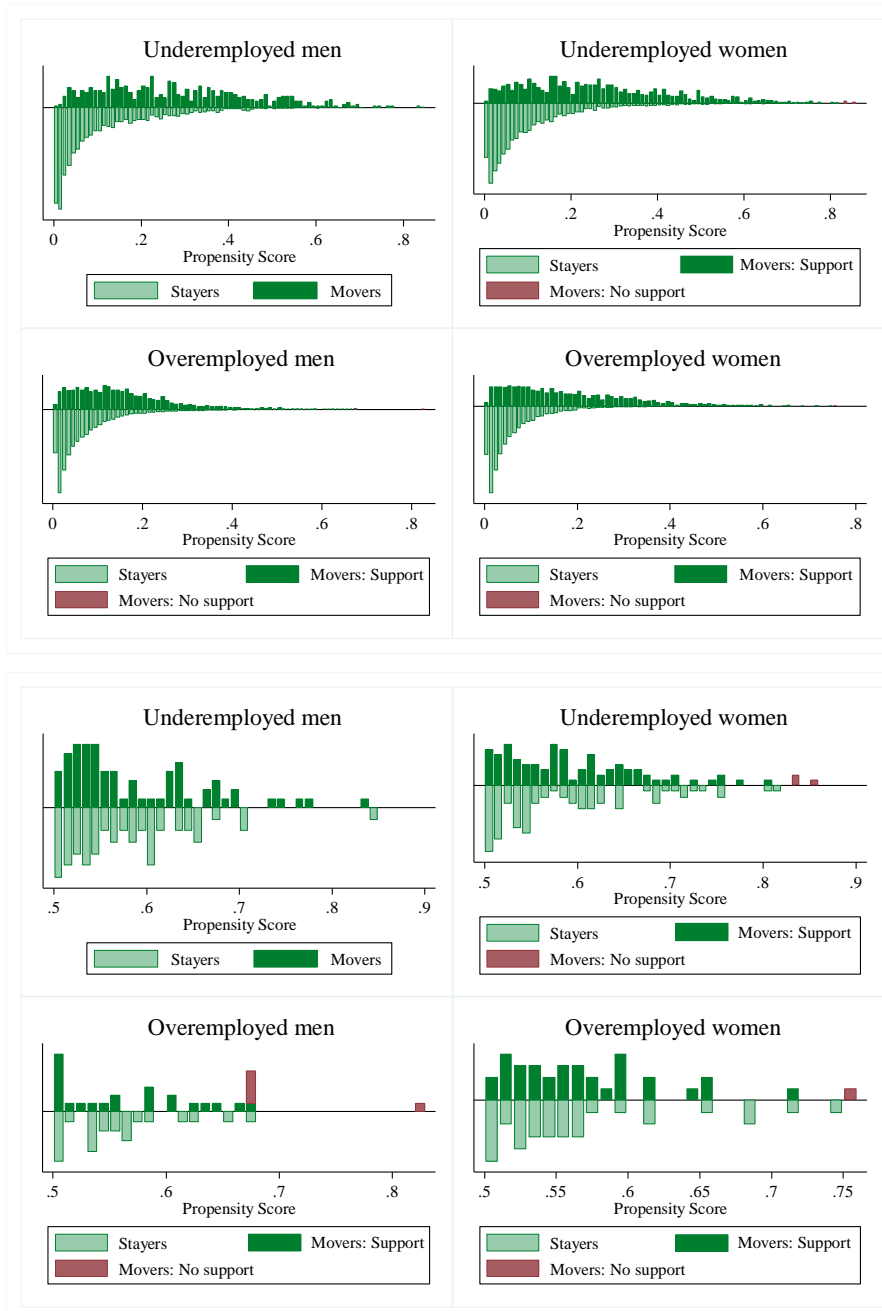 Underemployed men
0 .2 .4 .6 .8
Propensity Score
Stayers Movers
Underemployed women
0 .2 .4 .6 .8
Propensity Score
Stayers Movers: Support
Movers: No support
Overemployed men
0 .2 .4 .6 .8
Propensity Score
Stayers Movers: Support
Movers: No support
Overemployed women
0 .2 .4 .6 .8
Propensity Score
Stayers Movers: Support
Movers: No support
Underemployed men
.5 .6 .7 .8 .9
Propensity Score
Stayers Movers
Underemployed women
.5 .6 .7 .8 .9
Propensity Score
Stayers Movers: Support
Movers: No support
Overemployed men
.5 .6 .7 .8
Propensity Score
Stayers Movers: Support
Movers: No support
Overemployed women
.5 .55 .6 .65 .7 .75
Propensity Score
Stayers Movers: Support
Movers: No support